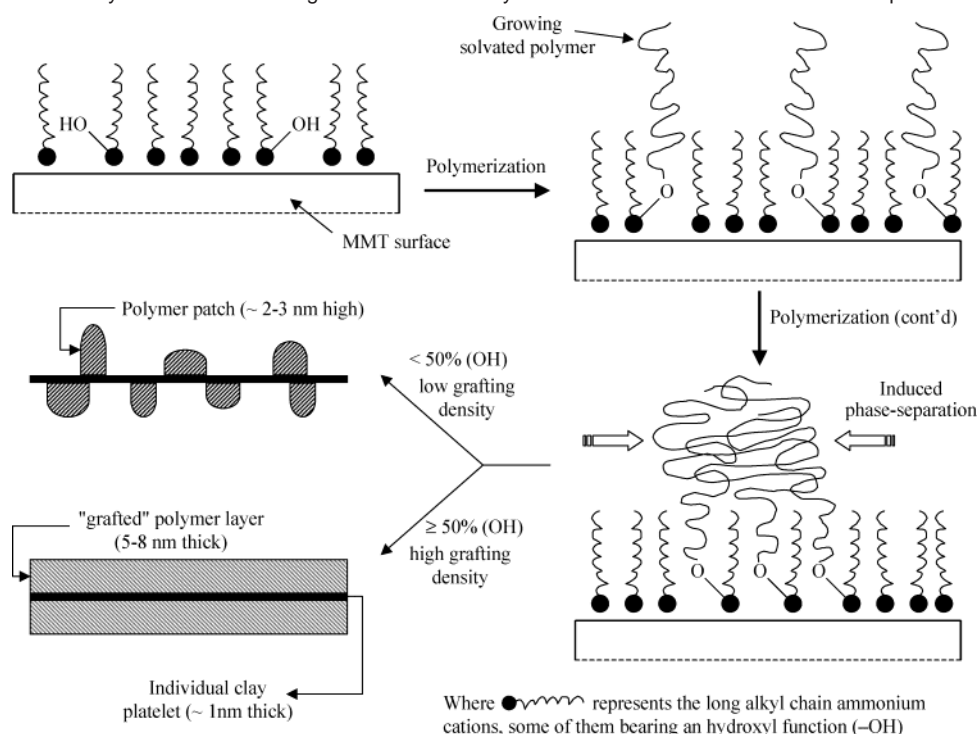 Growing
solvated polymer
HO
OH
Polymerization
O
O
O
MMT surface
Polymer patch (~ 2-3 nm high)
Polymerization (cont'd)
< 50% (OH)
low grafting
density
Induced
phase-separation
"grafted" polymer layer
(5-8 nm thick)
≥ 50% (OH)
high grafting
density
O
O
O
Individual clay
platelet (~ 1nm thick)
Where represents the long alkyl chain ammonium
cations, some of them bearing an hydroxyl function (–OH)